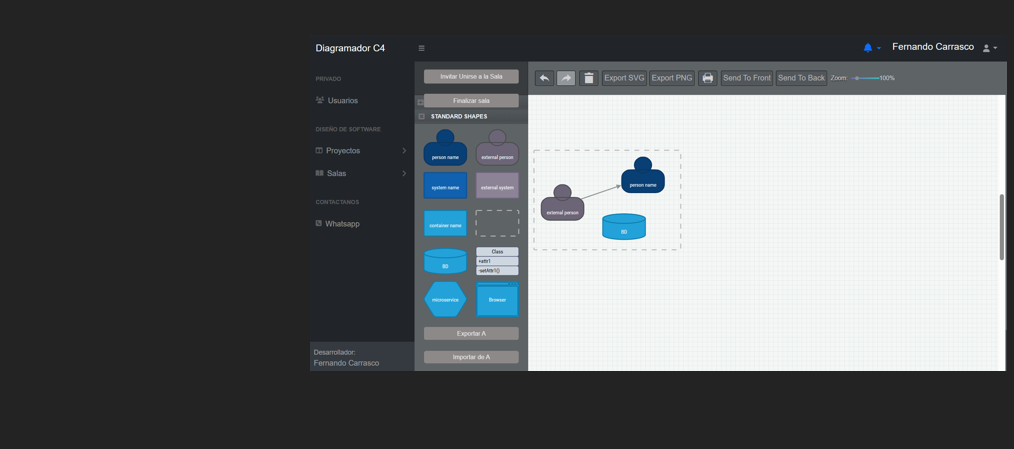 Diagramador C4
Fernando Carrasco
PRIVADO
Usuarios
DISEÑO DE SOFTWARE
Proyectos
Salas
CONTACTANOS
Whatsapp
Desarrollador:
Fernando Carrasco
Invitar Unirse a la Sala
Finalizar sala
STANDARD SHAPES
person name
external person
system name
external system
container name
BD
Class
+attr1
-setAttr1()
microservice
Browser
Exportar A
Importar de A
Export SVG
Export PNG
Send To Front
Send To Back
Zoom:
100%
person name
external person
BD